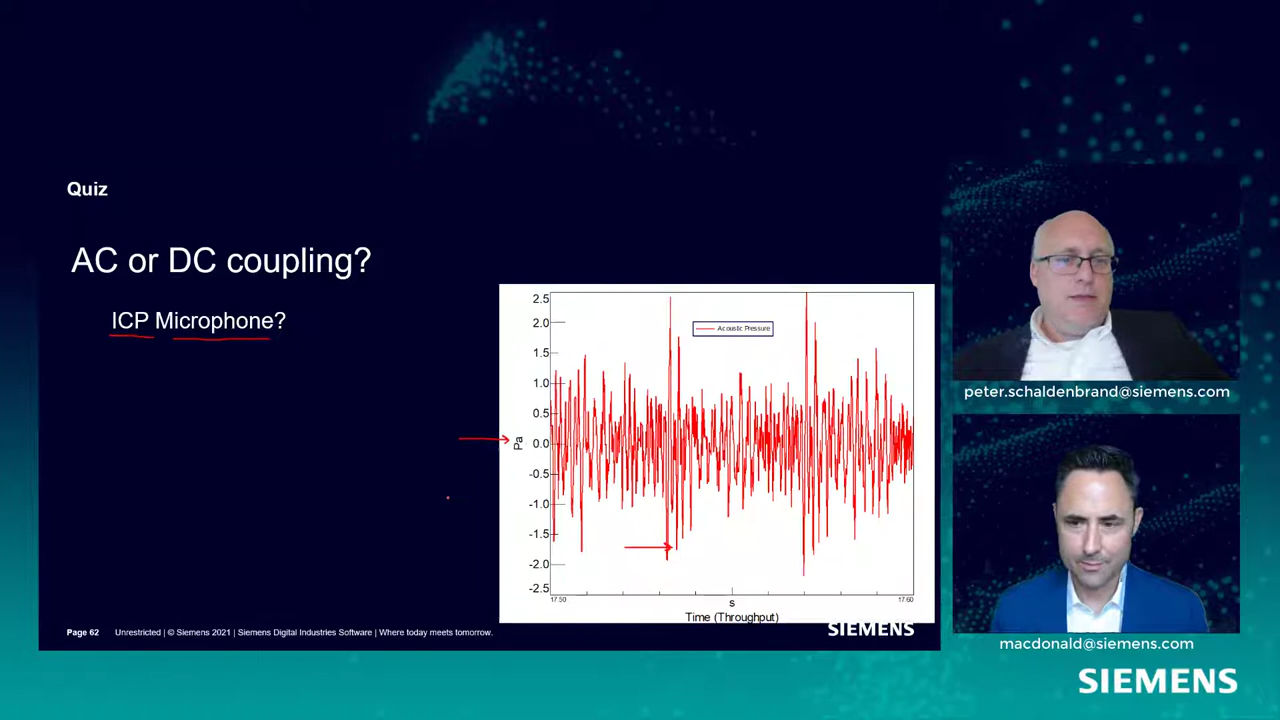 Quiz
AC or DC coupling?
ICP Microphone?
2.5
2.0
1.5
1.0
0.5
0.0
-0.5
-1.0
-1.5
-2.0
-2.5
Pa
Acoustic Pressure
17.50
s
17.60
Time (Throughput)
SIEMENS
Page 62 Unrestricted | © Siemens 2021 | Siemens Digital Industries Software | Where today meets tomorrow.
peter.schaldenbrand@siemens.com
macdonald@siemens.com
SIEMENS